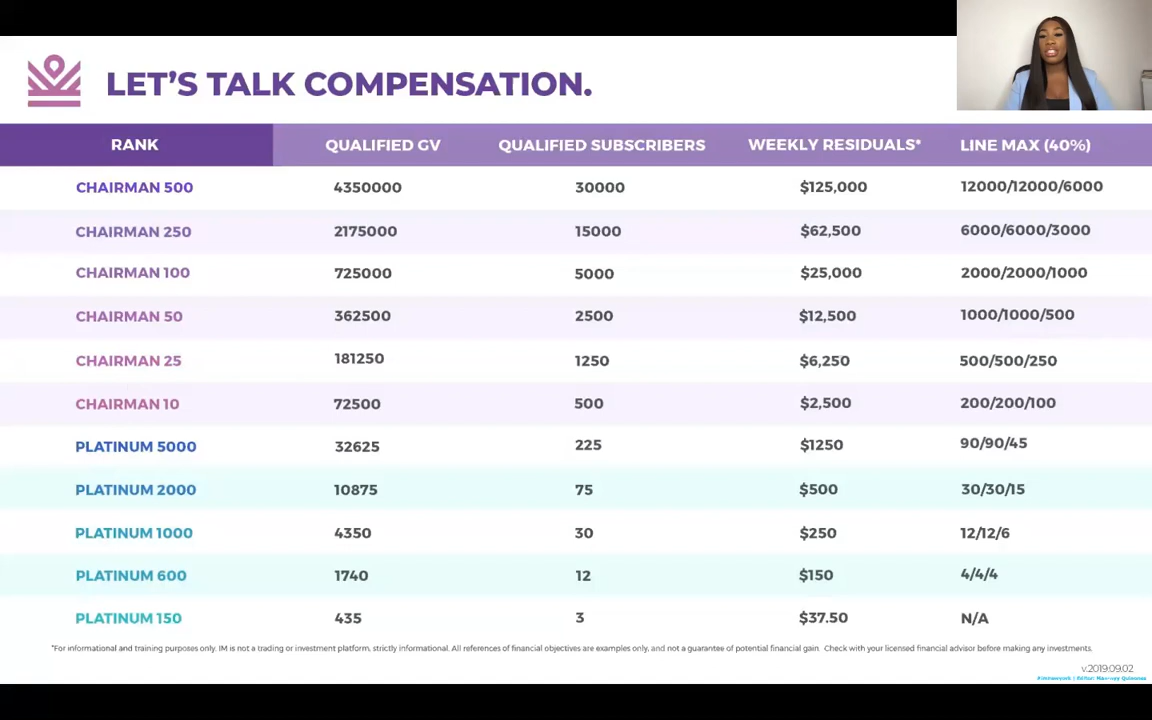 LET'S TALK COMPENSATION.
RANK QUALIFIED GV QUALIFIED SUBSCRIBERS WEEKLY RESIDUALS* LINE MAX (40%)
CHAIRMAN 500 4350000 30000 $125,000 12000/12000/6000
CHAIRMAN 250 2175000 15000 $62,500 6000/6000/3000
CHAIRMAN 100 725000 5000 $25,000 2000/2000/1000
CHAIRMAN 50 362500 2500 $12,500 1000/1000/500
CHAIRMAN 25 181250 1250 $6,250 500/500/250
CHAIRMAN 10 72500 500 $2,500 200/200/100
PLATINUM 5000 32625 225 $1250 90/90/45
PLATINUM 2000 10875 75 $500 30/30/15
PLATINUM 1000 4350 30 $250 12/12/6
PLATINUM 600 1740 12 $150 4/4/4
PLATINUM 150 435 3 $37.50 N/A
*For informational and training purposes only. IM is not a trading or investment platform, strictly informational. All references of financial objectives are examples only, and not a guarantee of potential financial gain. Check with your licensed financial advisor before making any investments.
v.2019.09.02